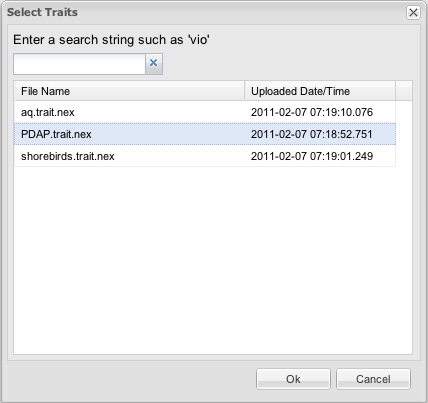 Select Traits
Enter a search string such as 'vio'
File Name Uploaded Date/Time
aq.trait.nex 2011-02-07 07:19:10.076
PDAP.trait.nex 2011-02-07 07:18:52.751
shorebirds.trait.nex 2011-02-07 07:19:01.249
Ok Cancel